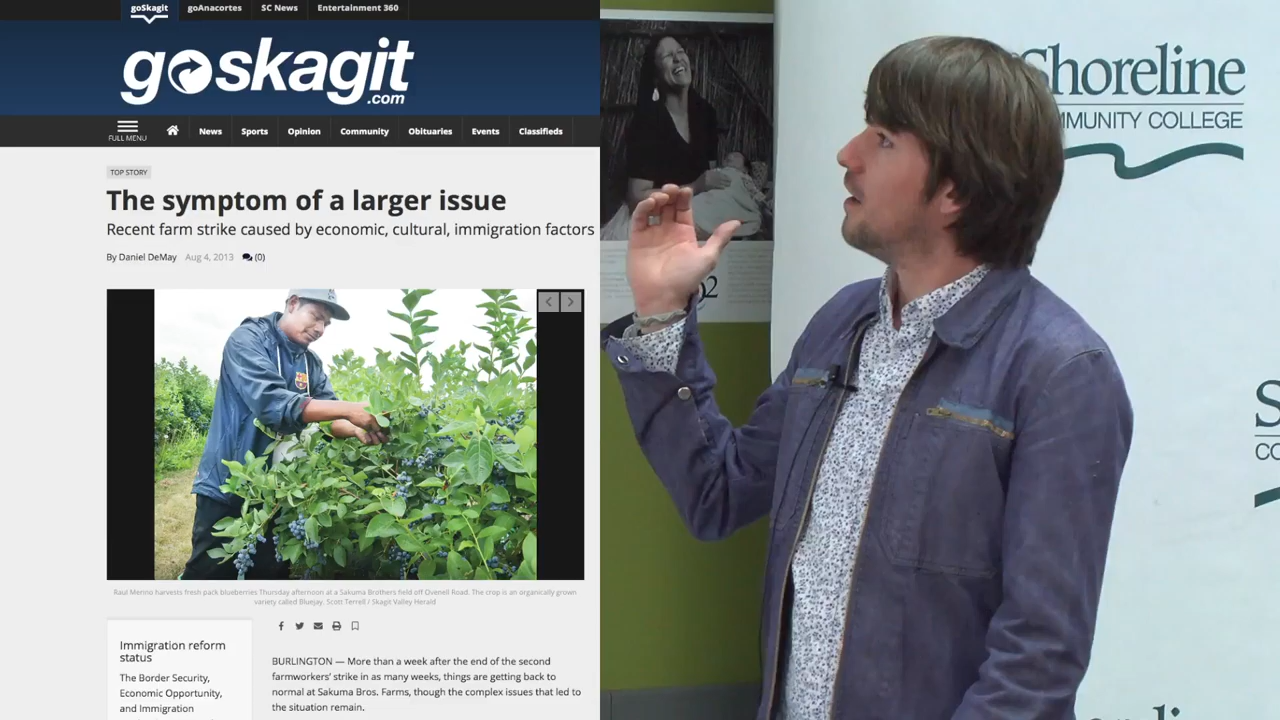 goSkagit
goAnacortes
SC News
Entertainment 360
goskagit
.com
FULL MENU
News
Sports
Opinion
Community
Obituaries
Events
Classifieds
TOP STORY
The symptom of a larger issue
Recent farm strike caused by economic, cultural, immigration factors
By Daniel DeMay Aug 4, 2013 (0)
Raul Merino harvests fresh pack blueberries Thursday afternoon at a Sakuma Brothers field off Ovenell Road. The crop is an organically grown
variety called Bluejay. Scott Terrell / Skagit Valley Herald
Immigration reform
status
The Border Security,
Economic Opportunity,
and Immigration
BURLINGTON — More than a week after the end of the second
farmworkers' strike in as many weeks, things are getting back to
normal at Sakuma Bros. Farms, though the complex issues that led to
the situation remain.
Shoreline
MMUNITY COLLEGE
2
S
CO